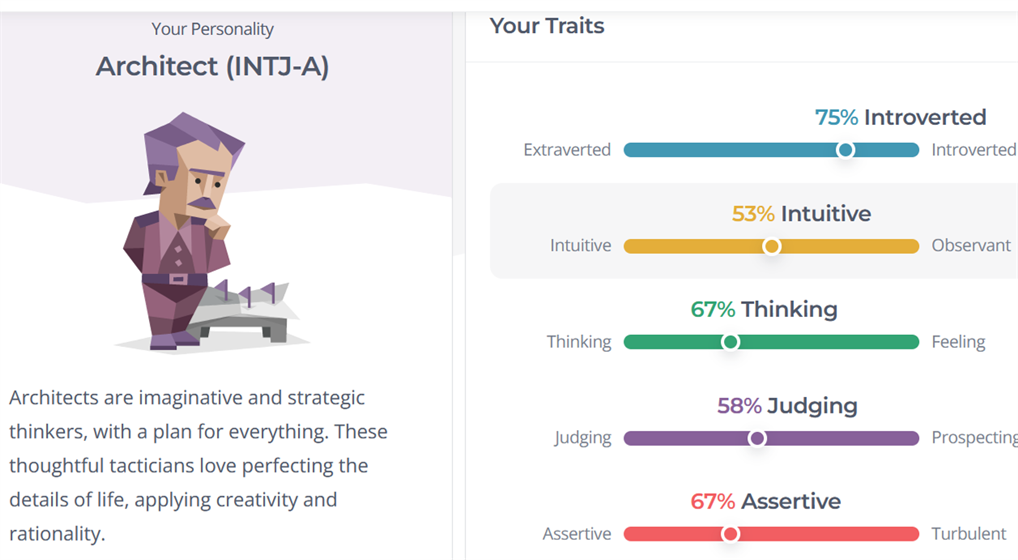 Your Personality
Architect (INTJ-A)
Architects are imaginative and strategic
thinkers, with a plan for everything. These
thoughtful tacticians love perfecting the
details of life, applying creativity and
rationality.
Your Traits
75% Introverted
Extraverted Introverted
53% Intuitive
Intuitive Observant
67% Thinking
Thinking Feeling
58% Judging
Judging Prospecting
67% Assertive
Assertive Turbulent